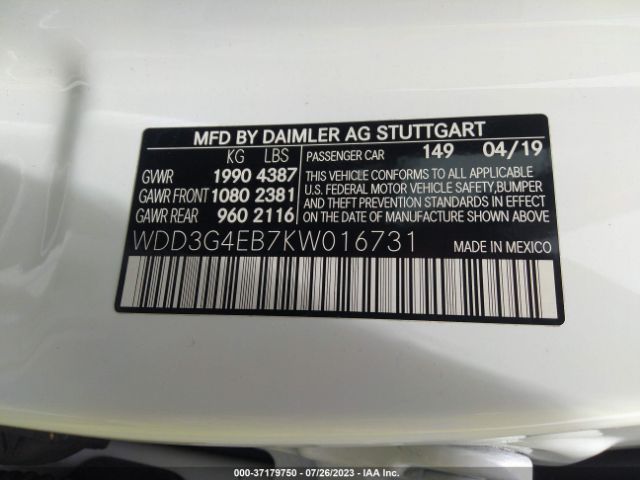 MFD BY DAIMLER AG STUTTGART
KG LBS
GVWR 1990 4387
GAWR FRONT 1080 2381
GAWR REAR 960 2116
PASSENGER CAR 149 04/19
THIS VEHICLE CONFORMS TO ALL APPLICABLE
U.S. FEDERAL MOTOR VEHICLE SAFETY,BUMPER
AND THEFT PREVENTION STANDARDS IN EFFECT
ON THE DATE OF MANUFACTURE SHOWN ABOVE.
WDD3G4EB7KW016731 MADE IN MEXICO
000-37179750 / 07/26/2023 / IAA Inc.